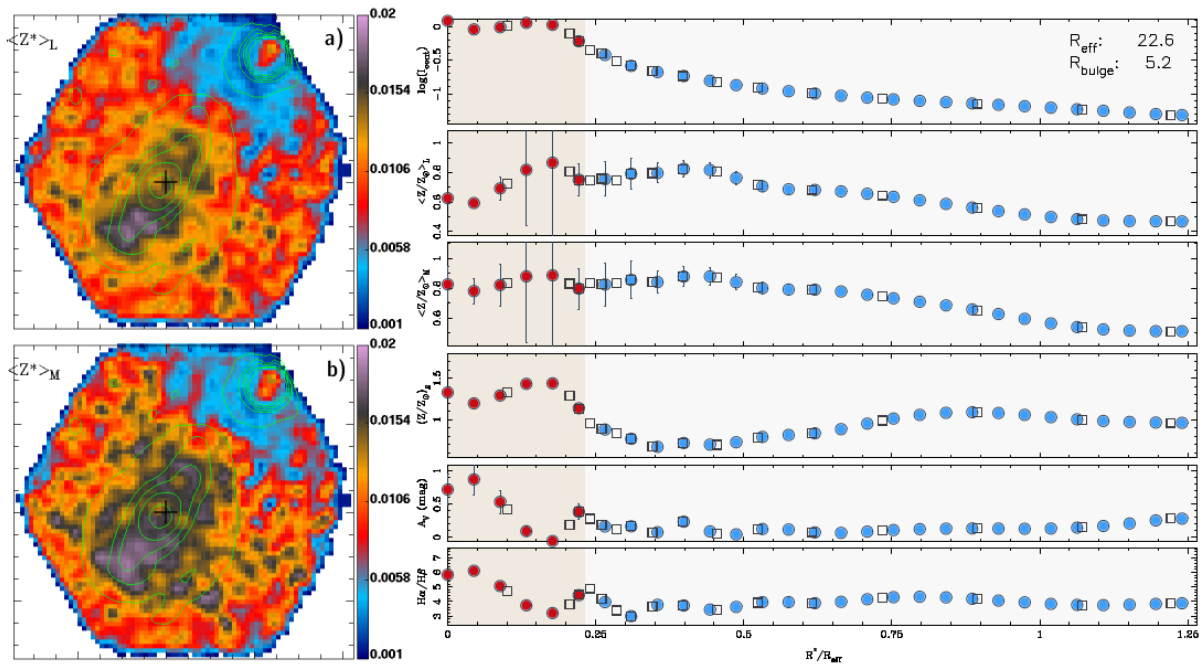 <Z*>L
a)
0.02
0.0154
0.0106
0.0058
0.001
<Z*>M
b)
0.02
0.0154
0.0106
0.0058
0.001
log(Icont)
0
-0.5
-1
Reff: 22.6
Rbulge: 5.2
<Z/Z⊙>L
1
0.8
0.6
0.4
<Z/Z⊙>M
1
0.8
0.6
(Z/Z⊙)g
1.5
1
0.5
AV (mag)
1
0.5
0
Hα/Hβ
7
6
5
4
3
0 0.25 0.5 0.75 1 1.25
R*/Reff